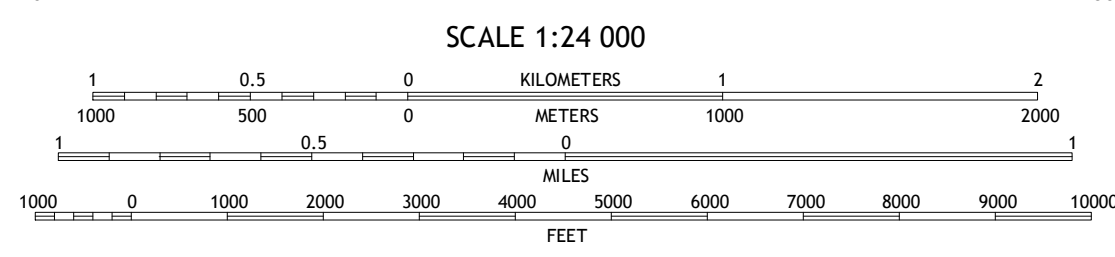 SCALE 1:24 000
1 0.5 0 KILOMETERS 1 2
1000 500 0 METERS 1000 2000
1 0.5 0 1
MILES
1000 0 1000 2000 3000 4000 5000 6000 7000 8000 9000 10000
FEET